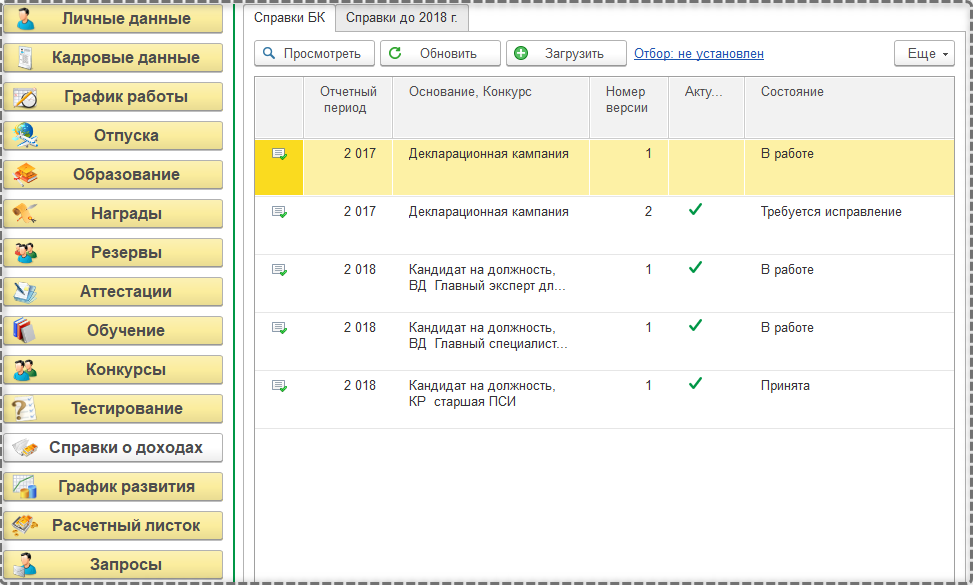 Личные данные
Кадровые данные
График работы
Отпуска
Образование
Награды
Резервы
Аттестации
Обучение
Конкурсы
Тестирование
Справки о доходах
График развития
Расчетный листок
Запросы
Справки БК Справки до 2018 г.
Просмотреть Обновить Загрузить Отбор: не установлен Еще
Отчетный период Основание, Конкурс Номер версии Акту... Состояние
2 017 Декларационная кампания 1 В работе
2 017 Декларационная кампания 2 Требуется исправление
2 018 Кандидат на должность, 1 В работе
ВД Главный эксперт дл...
2 018 Кандидат на должность, 1 В работе
ВД Главный специалист...
2 018 Кандидат на должность, 1 Принята
КР старшая ПСИ